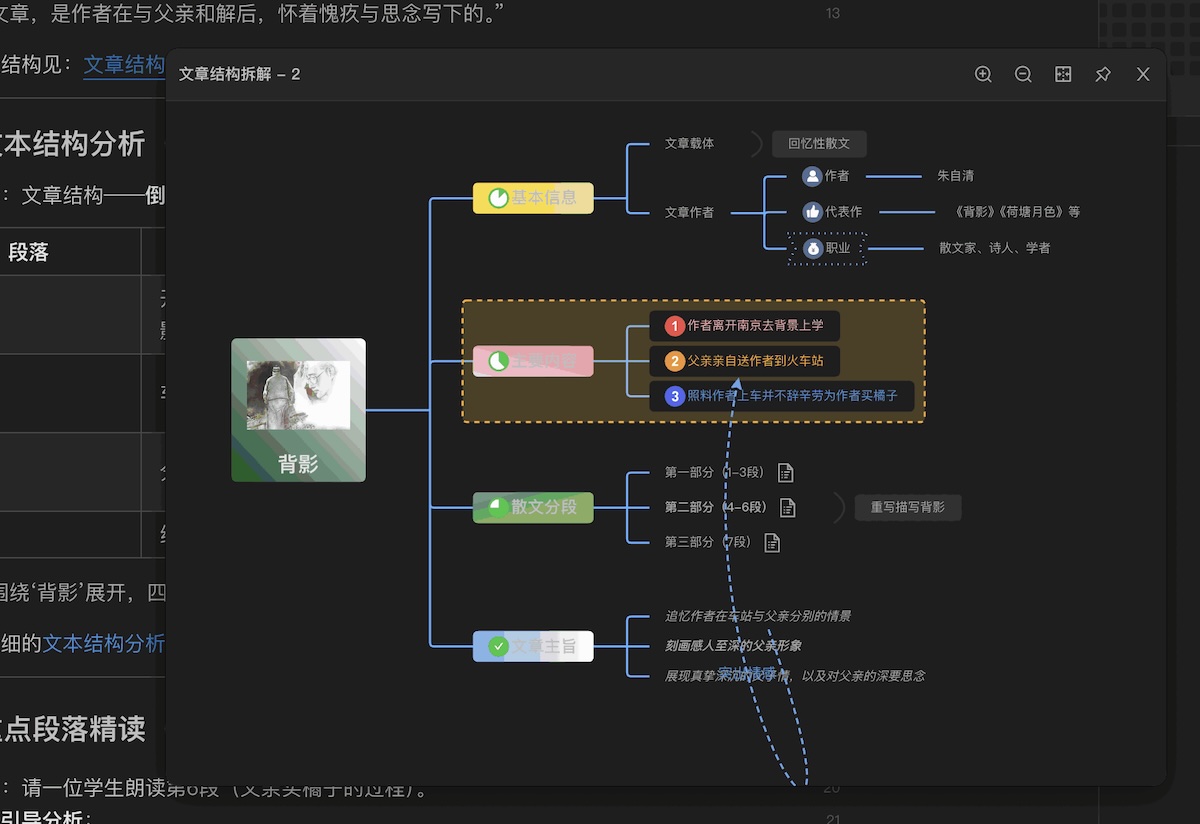 文章，是作者在与父亲和解后，怀着愧疚与思念写下的。”
13
结构见：文章结构
文章结构拆解 – 2
本结构分析
：文章结构——倒
段落
围绕‘背影’展开，四
细的文本结构分析
点段落精读
：请一位学生朗读第6段（父亲买橘子的过程）。
20
引导分析：
21
背影
基本信息
文章载体
回忆性散文
文章作者
作者
朱自清
代表作
《背影》《荷塘月色》等
职业
散文家、诗人、学者
主要内容
1 作者离开南京去背景上学
2 父亲亲自送作者到火车站
3 照料作者上车并不辞辛劳为作者买橘子
散文分段
第一部分（1–3段）
第二部分（4–6段）
重写描写背影
第三部分（7段）
文章主旨
追忆作者在车站与父亲分别的情景
刻画感人至深的父亲形象
展现真挚深沉的父子情，以及对父亲的深要思念
突出情感